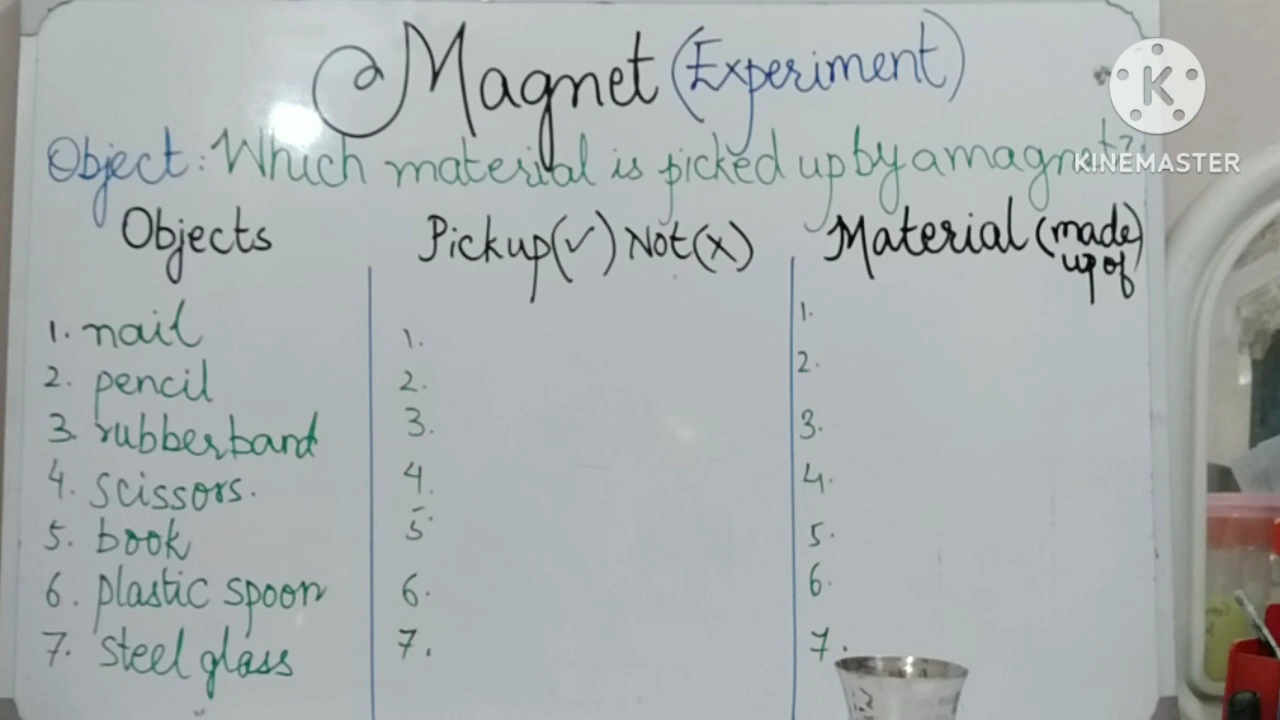 Magnet (Experiment)
K
KINEMASTER
Object: Which material is picked up by a magnet?
Objects Pickup(✓) Not(x) Material (made up of)
1. nail 1. 1.
2. pencil 2. 2.
3. rubberband 3. 3.
4. scissors. 4. 4.
5. book 5 5.
6. plastic spoon 6. 6.
7. steel glass 7. 7.